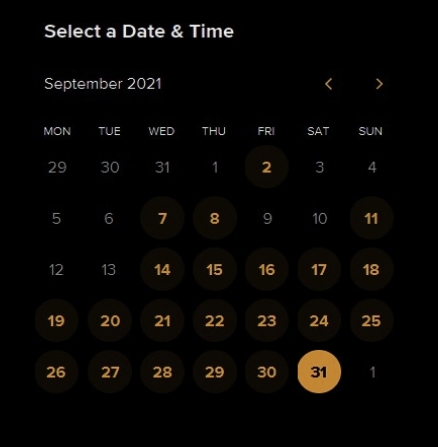 Select a Date & Time
September 2021
MON TUE WED THU FRI SAT SUN
29 30 31 1 2 3 4
5 6 7 8 9 10 11
12 13 14 15 16 17 18
19 20 21 22 23 24 25
26 27 28 29 30 31 1